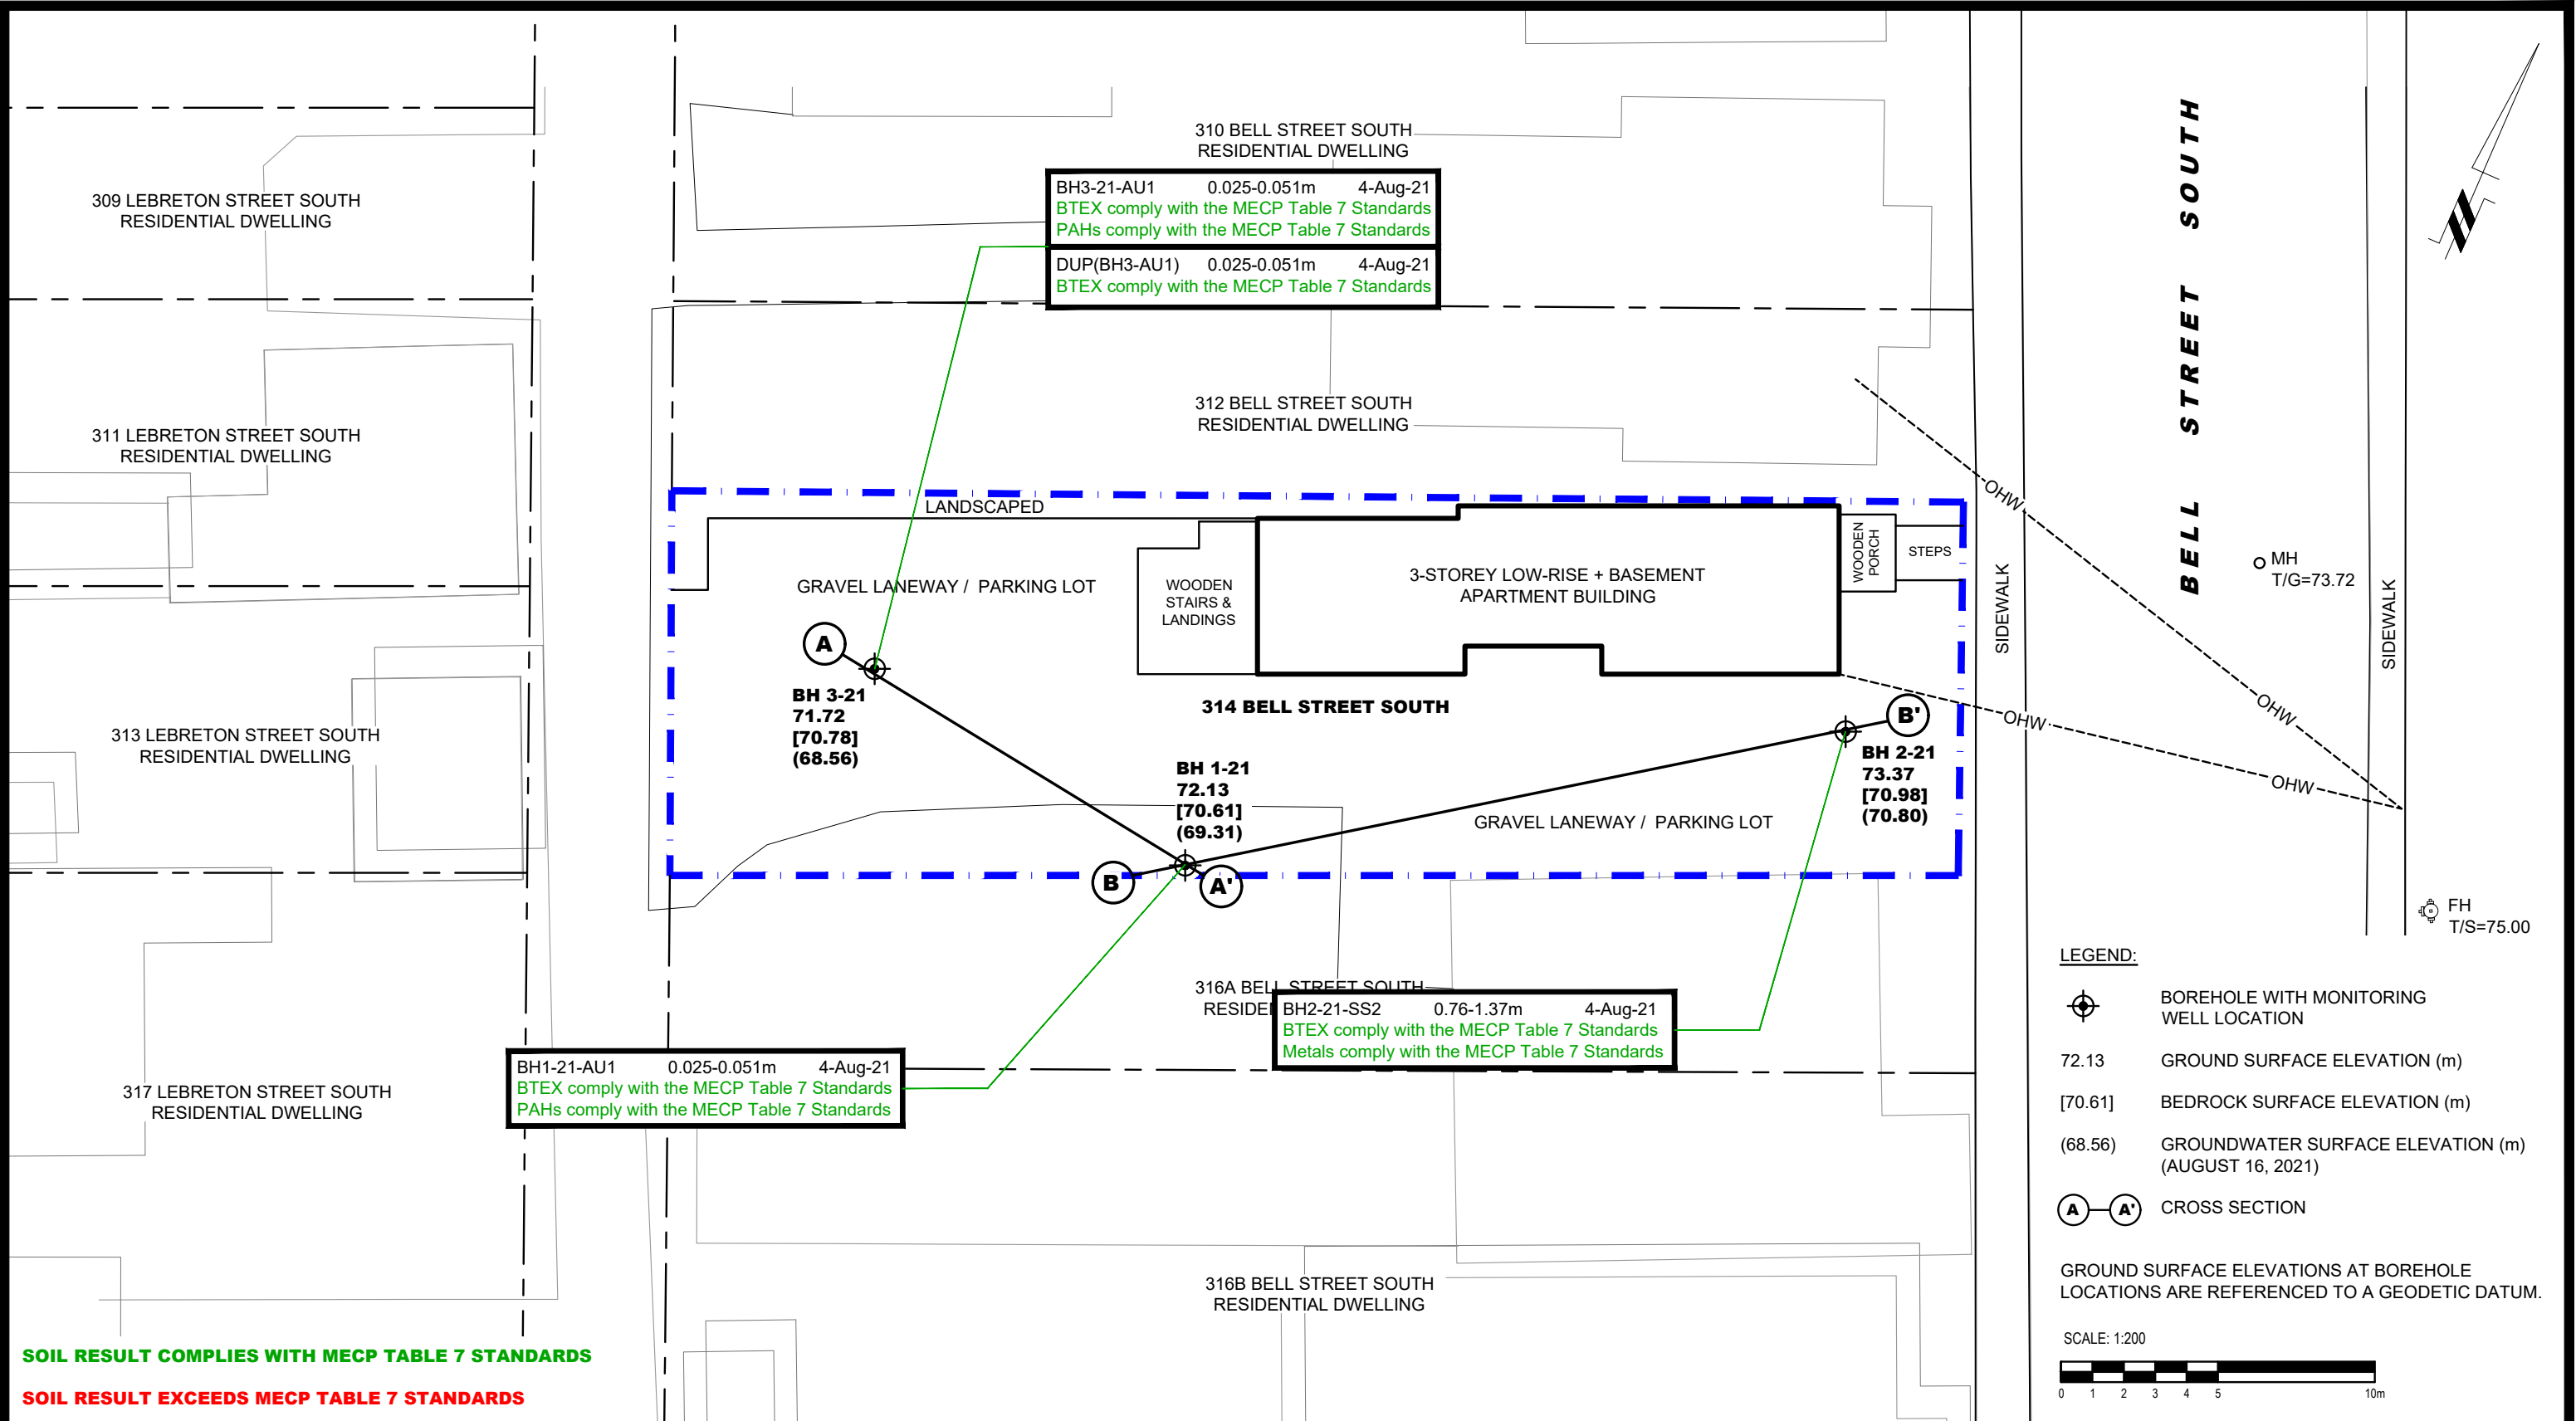 310 BELL STREET SOUTH
RESIDENTIAL DWELLING
BH3-21-AU1 0.025-0.051m 4-Aug-21
BTEX comply with the MECP Table 7 Standards
PAHs comply with the MECP Table 7 Standards
DUP(BH3-AU1) 0.025-0.051m 4-Aug-21
BTEX comply with the MECP Table 7 Standards
309 LEBRETON STREET SOUTH
RESIDENTIAL DWELLING
312 BELL STREET SOUTH
RESIDENTIAL DWELLING
311 LEBRETON STREET SOUTH
RESIDENTIAL DWELLING
BELL STREET SOUTH
LANDSCAPED
GRAVEL LANEWAY / PARKING LOT
WOODEN
STAIRS &
LANDINGS
3-STOREY LOW-RISE + BASEMENT
APARTMENT BUILDING
WOODEN
PORCH
STEPS
SIDEWALK
OHW
MH
T/G=73.72
SIDEWALK
A
BH 3-21
71.72
[70.78]
(68.56)
314 BELL STREET SOUTH
313 LEBRETON STREET SOUTH
RESIDENTIAL DWELLING
BH 1-21
72.13
[70.61]
(69.31)
B'
BH 2-21
73.37
[70.98]
(70.80)
OHW
OHW
OHW
GRAVEL LANEWAY / PARKING LOT
B
A'
FH
T/S=75.00
316A BELL STREET SOUTH
RESIDE
BH2-21-SS2 0.76-1.37m 4-Aug-21
BTEX comply with the MECP Table 7 Standards
Metals comply with the MECP Table 7 Standards
BH1-21-AU1 0.025-0.051m 4-Aug-21
BTEX comply with the MECP Table 7 Standards
PAHs comply with the MECP Table 7 Standards
317 LEBRETON STREET SOUTH
RESIDENTIAL DWELLING
316B BELL STREET SOUTH
RESIDENTIAL DWELLING
LEGEND:
BOREHOLE WITH MONITORING
WELL LOCATION
72.13 GROUND SURFACE ELEVATION (m)
[70.61] BEDROCK SURFACE ELEVATION (m)
(68.56) GROUNDWATER SURFACE ELEVATION (m)
(AUGUST 16, 2021)
A A' CROSS SECTION
GROUND SURFACE ELEVATIONS AT BOREHOLE
LOCATIONS ARE REFERENCED TO A GEODETIC DATUM.
SCALE: 1:200
0 1 2 3 4 5 10m
SOIL RESULT COMPLIES WITH MECP TABLE 7 STANDARDS
SOIL RESULT EXCEEDS MECP TABLE 7 STANDARDS